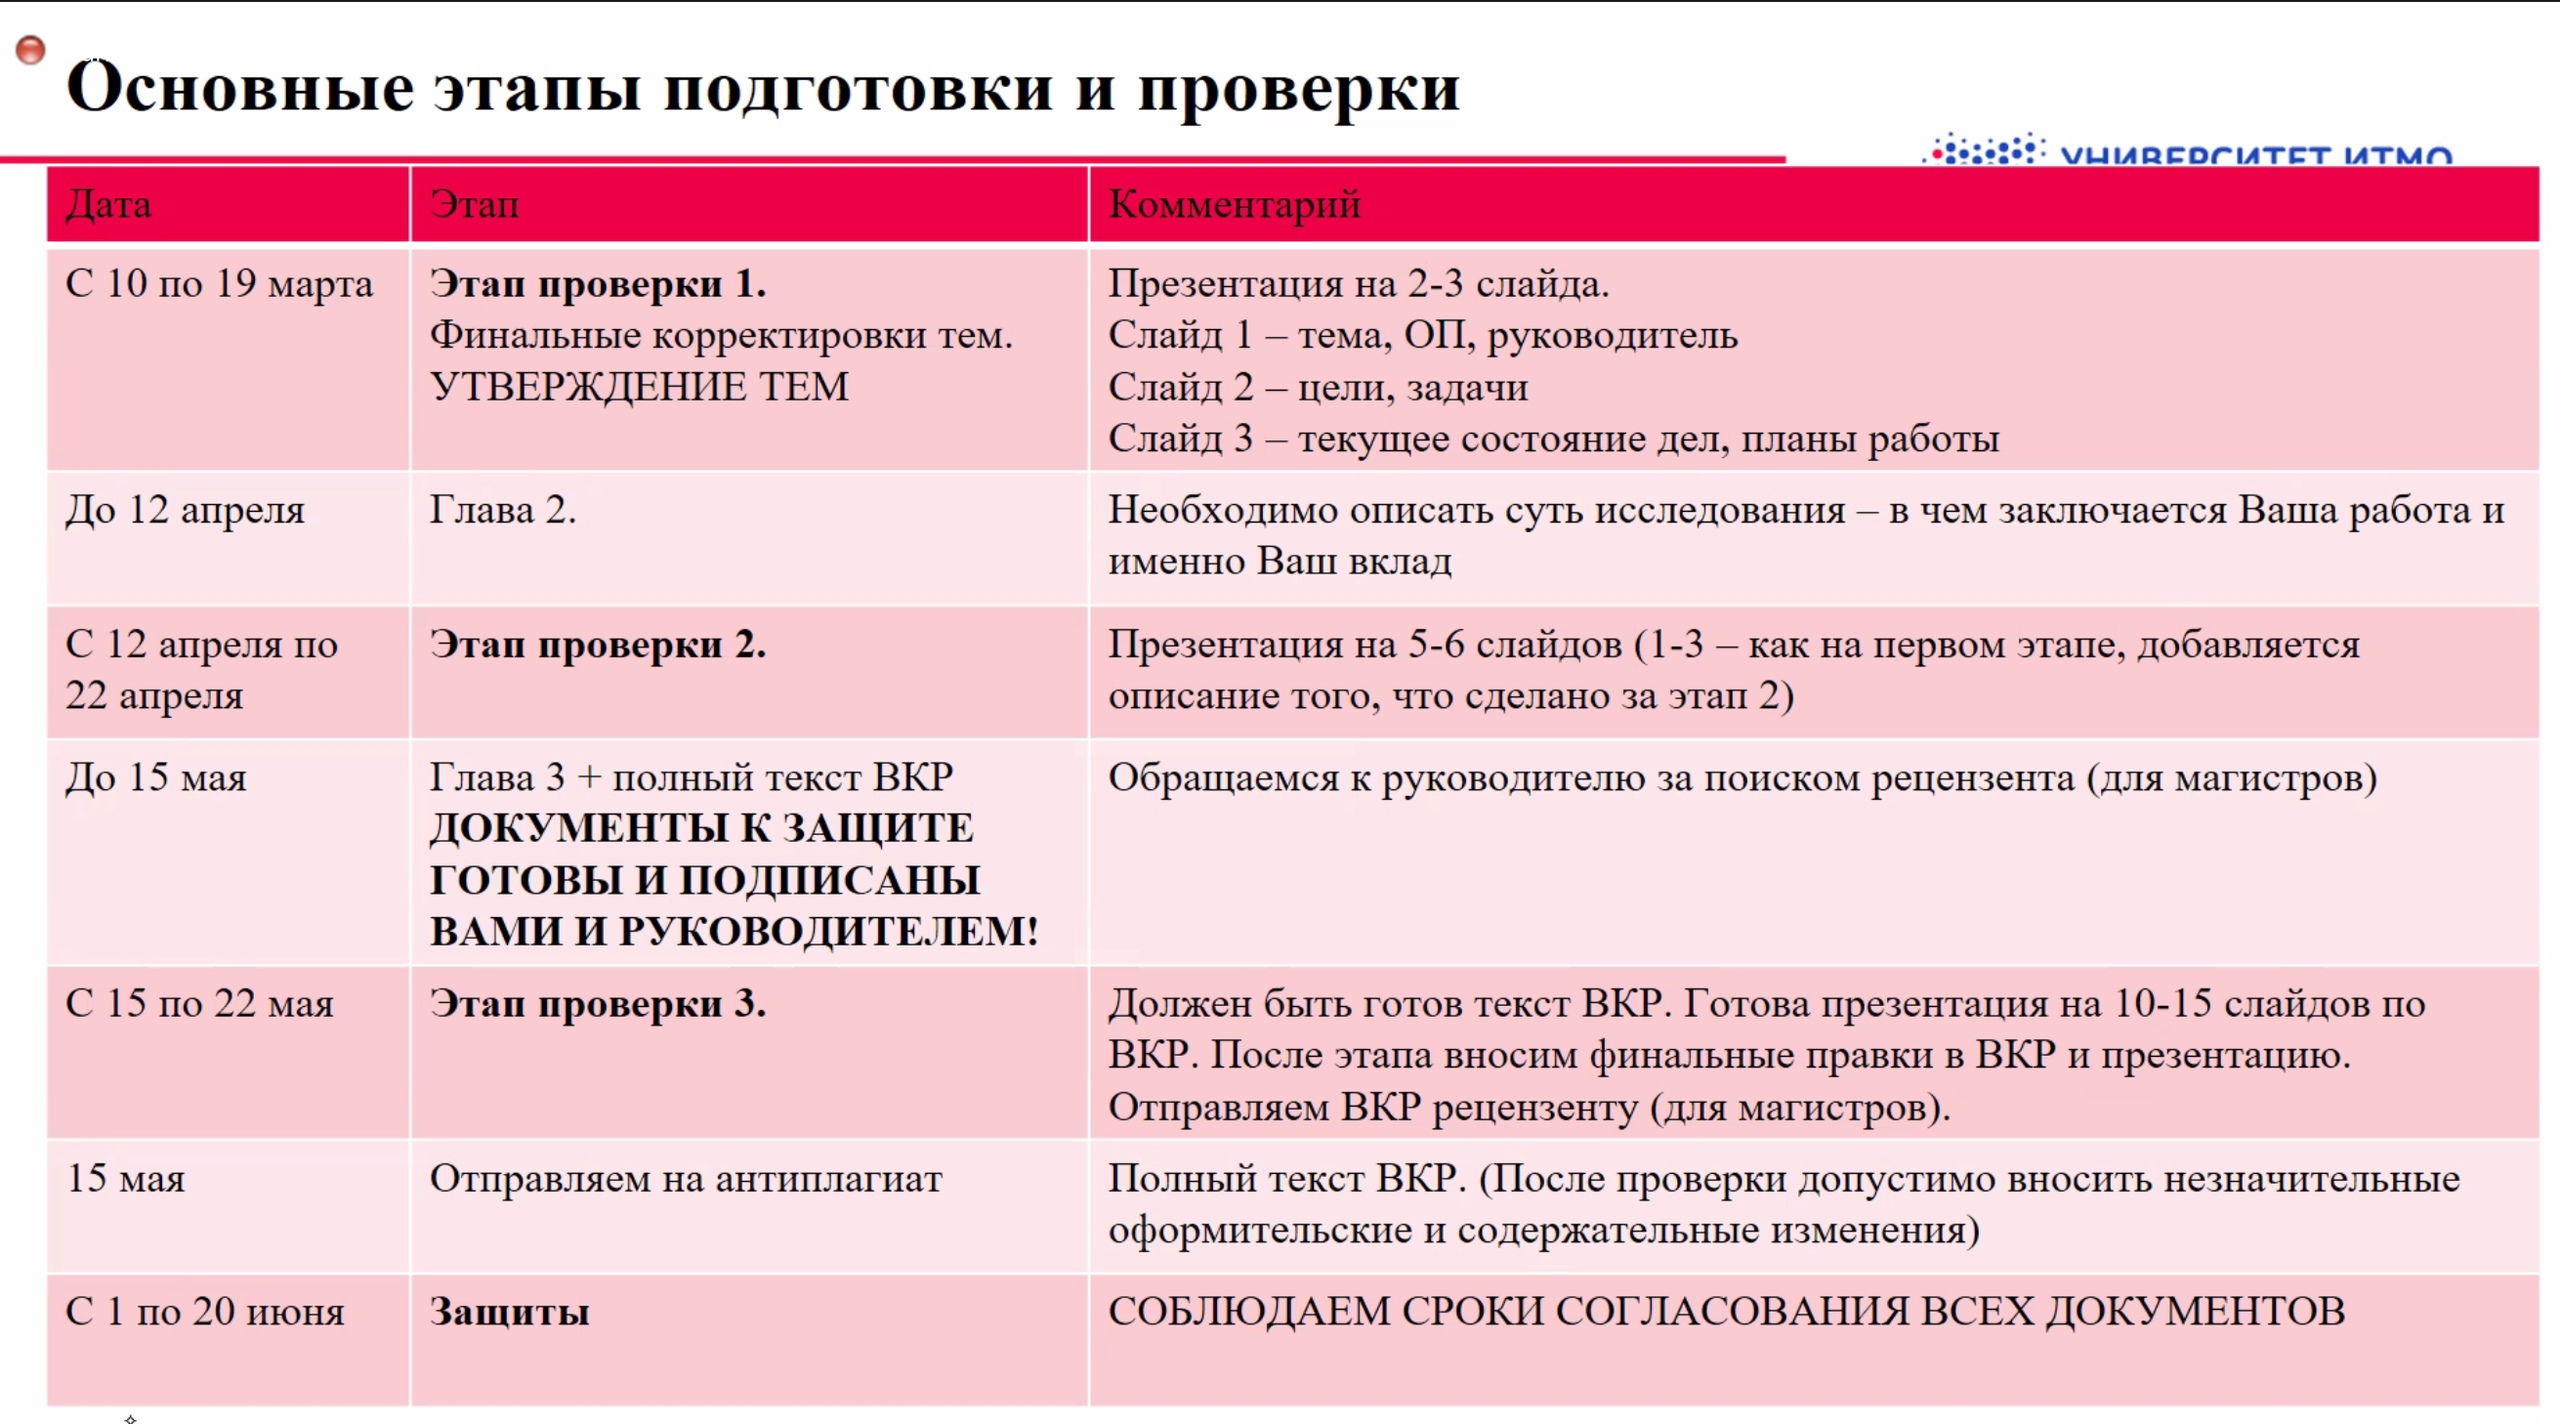 Основные этапы подготовки и проверки
УНИВЕРСИТЕТ ИТМО
Дата
Этап
Комментарий
С 10 по 19 марта
Этап проверки 1.
Финальные корректировки тем.
УТВЕРЖДЕНИЕ ТЕМ
Презентация на 2-3 слайда.
Слайд 1 – тема, ОП, руководитель
Слайд 2 – цели, задачи
Слайд 3 – текущее состояние дел, планы работы
До 12 апреля
Глава 2.
Необходимо описать суть исследования – в чем заключается Ваша работа и
именно Ваш вклад
С 12 апреля по
22 апреля
Этап проверки 2.
Презентация на 5-6 слайдов (1-3 – как на первом этапе, добавляется
описание того, что сделано за этап 2)
До 15 мая
Глава 3 + полный текст ВКР
ДОКУМЕНТЫ К ЗАЩИТЕ
ГОТОВЫ И ПОДПИСАНЫ
ВАМИ И РУКОВОДИТЕЛЕМ!
Обращаемся к руководителю за поиском рецензента (для магистров)
С 15 по 22 мая
Этап проверки 3.
Должен быть готов текст ВКР. Готова презентация на 10-15 слайдов по
ВКР. После этапа вносим финальные правки в ВКР и презентацию.
Отправляем ВКР рецензенту (для магистров).
15 мая
Отправляем на антиплагиат
Полный текст ВКР. (После проверки допустимо вносить незначительные
оформительские и содержательные изменения)
С 1 по 20 июня
Защиты
СОБЛЮДАЕМ СРОКИ СОГЛАСОВАНИЯ ВСЕХ ДОКУМЕНТОВ